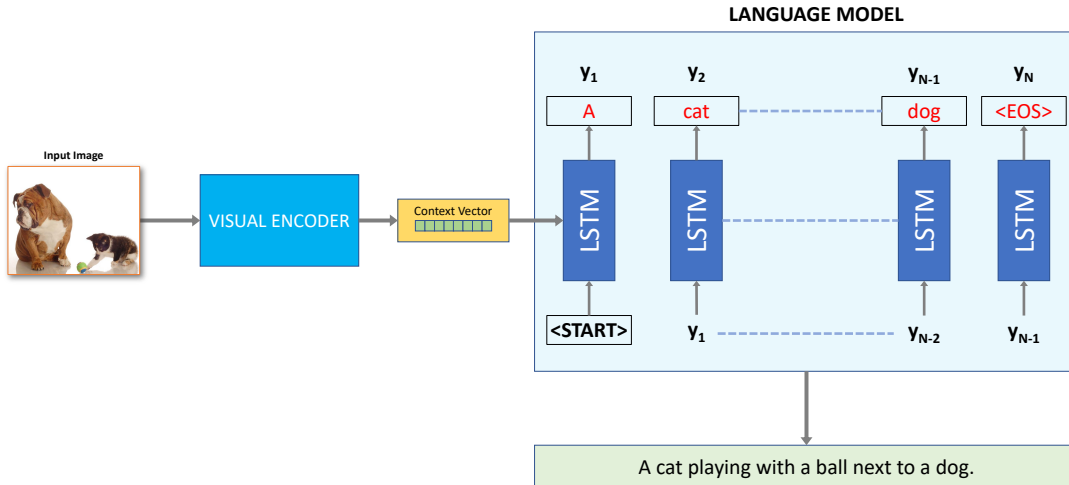 LANGUAGE MODEL
y1 y2 yN-1 yN
A cat dog <EOS>
Input Image
VISUAL ENCODER
Context Vector
LSTM LSTM LSTM LSTM
<START> y1 yN-2 yN-1
A cat playing with a ball next to a dog.